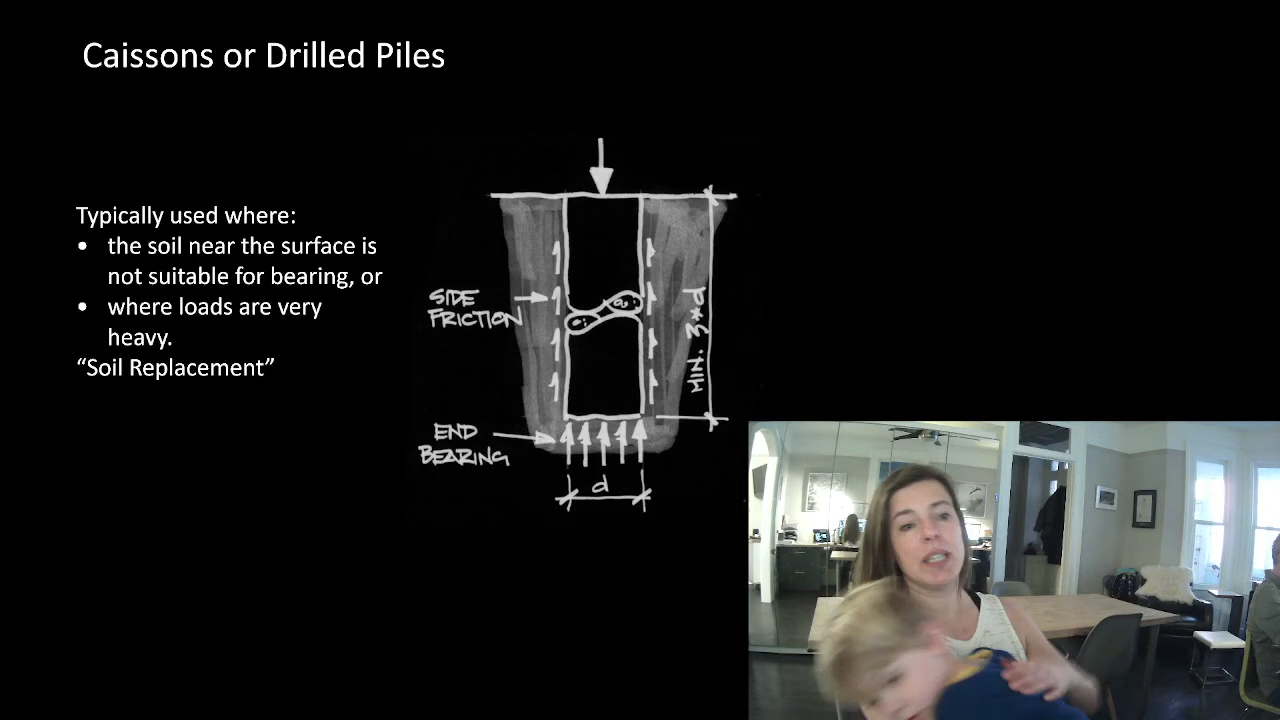 Caissons or Drilled Piles
Typically used where:
• the soil near the surface is
not suitable for bearing, or
• where loads are very
heavy.
“Soil Replacement”
SIDE
FRICTION
MIN. 3*d
END
BEARING
d